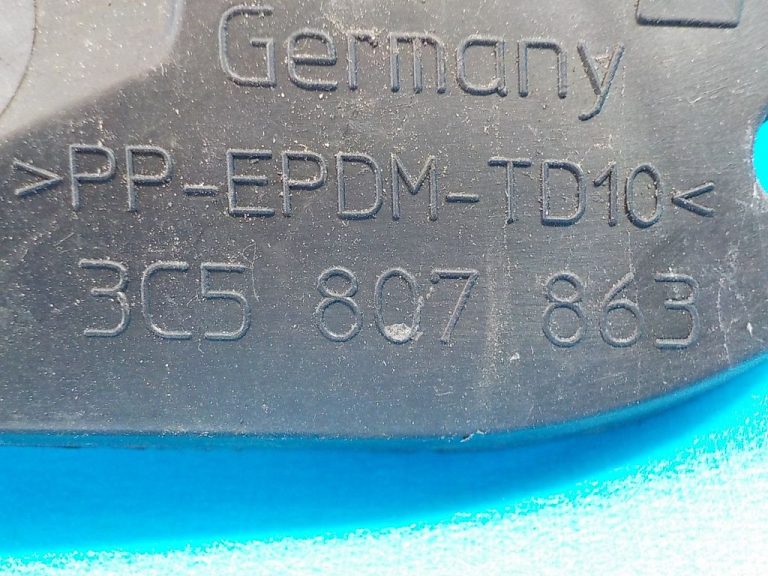 Germany
>PP-EPDM-TD10<
3C5 807 863